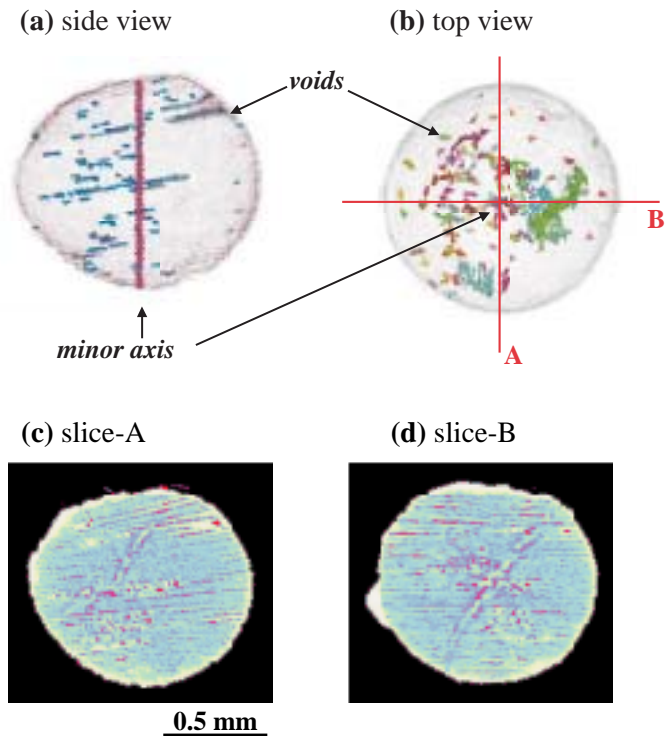 (a) side view
(b) top view
voids
B
minor axis
A
(c) slice-A
(d) slice-B
0.5 mm